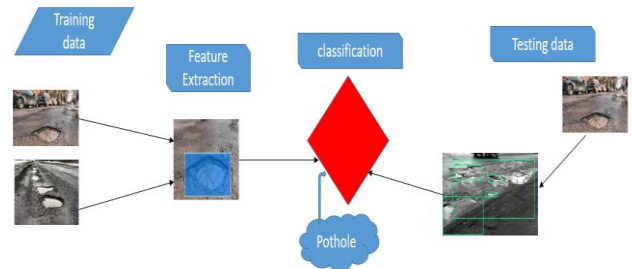 Training
data
Feature
Extraction
classification
Testing data
Pothole